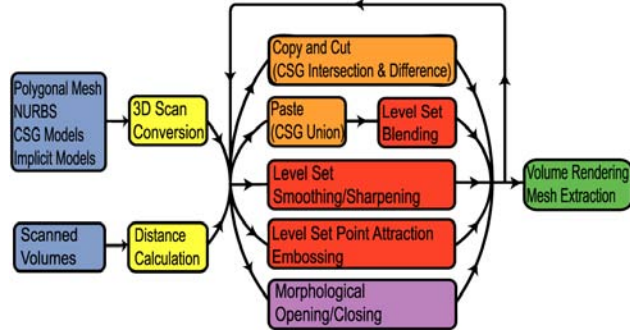 Polygonal Mesh
NURBS
CSG Models
Implicit Models
3D Scan
Conversion
Scanned
Volumes
Distance
Calculation
Copy and Cut
(CSG Intersection & Difference)
Paste
(CSG Union)
Level Set
Blending
Level Set
Smoothing/Sharpening
Level Set Point Attraction
Embossing
Morphological
Opening/Closing
Volume Rendering
Mesh Extraction